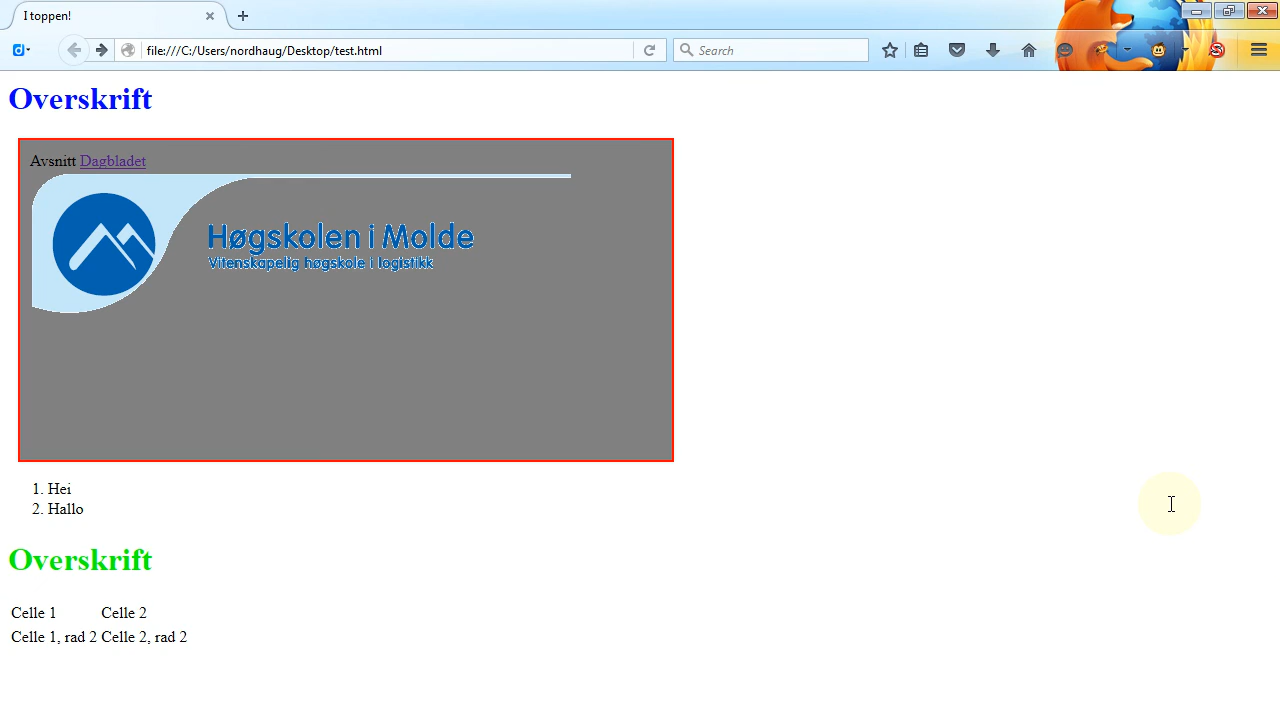 I toppen!
file:///C:/Users/nordhaug/Desktop/test.html
Search
Overskrift
Avsnitt Dagbladet
Høgskolen i Molde
Vitenskapelig høgskole i logistikk
1. Hei
2. Hallo
Overskrift
Celle 1 Celle 2
Celle 1, rad 2 Celle 2, rad 2